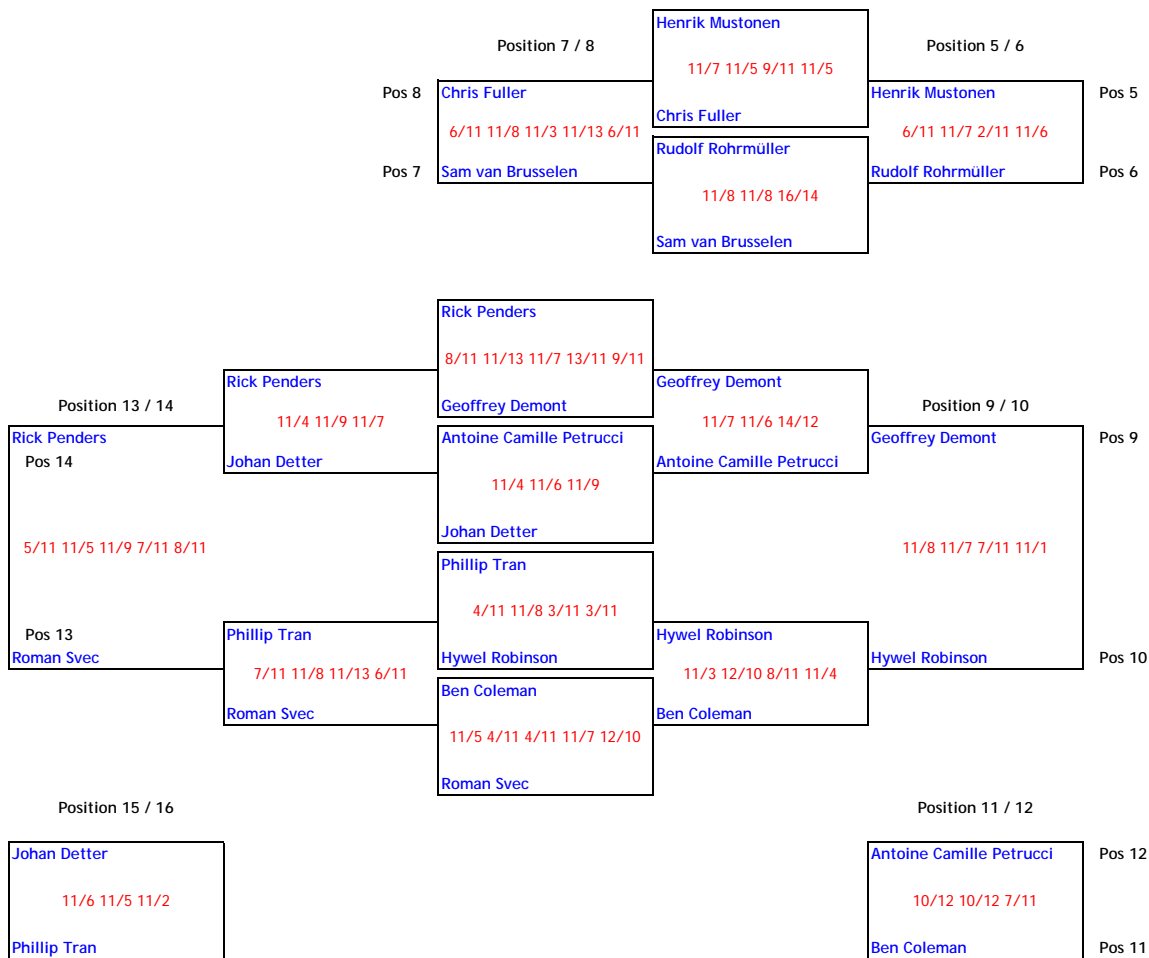 Henrik Mustonen
Position 7 / 8
Position 5 / 6
11/7 11/5 9/11 11/5
Pos 8
Chris Fuller
Henrik Mustonen
Pos 5
Chris Fuller
6/11 11/8 11/3 11/13 6/11
6/11 11/7 2/11 11/6
Rudolf Rohrmüller
Pos 7
Sam van Brusselen
Rudolf Rohrmüller
Pos 6
11/8 11/8 16/14
Sam van Brusselen
Rick Penders
8/11 11/13 11/7 13/11 9/11
Rick Penders
Geoffrey Demont
Position 13 / 14
Geoffrey Demont
Position 9 / 10
11/4 11/9 11/7
11/7 11/6 14/12
Rick Penders
Antoine Camille Petrucci
Geoffrey Demont
Pos 9
Pos 14
Johan Detter
Antoine Camille Petrucci
11/4 11/6 11/9
Johan Detter
5/11 11/5 11/9 7/11 8/11
11/8 11/7 7/11 11/1
Phillip Tran
4/11 11/8 3/11 3/11
Pos 13
Phillip Tran
Hywel Robinson
Roman Svec
Hywel Robinson
Hywel Robinson
Pos 10
7/11 11/8 11/13 6/11
11/3 12/10 8/11 11/4
Ben Coleman
Roman Svec
Ben Coleman
11/5 4/11 4/11 11/7 12/10
Roman Svec
Position 15 / 16
Position 11 / 12
Johan Detter
Antoine Camille Petrucci
Pos 12
11/6 11/5 11/2
10/12 10/12 7/11
Phillip Tran
Ben Coleman
Pos 11